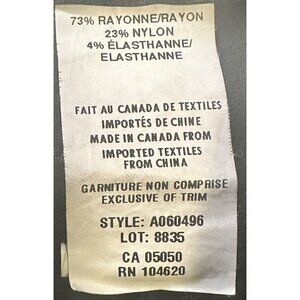 73% RAYONNE/RAYON
23% NYLON
4% ÉLASTHANNE/
ELASTHANNE
FAIT AU CANADA DE TEXTILES
IMPORTÉS DE CHINE
MADE IN CANADA FROM
IMPORTED TEXTILES
FROM CHINA
GARNITURE NON COMPRISE
EXCLUSIVE OF TRIM
STYLE: A060496
LOT: 8835
CA 05050
RN 104620